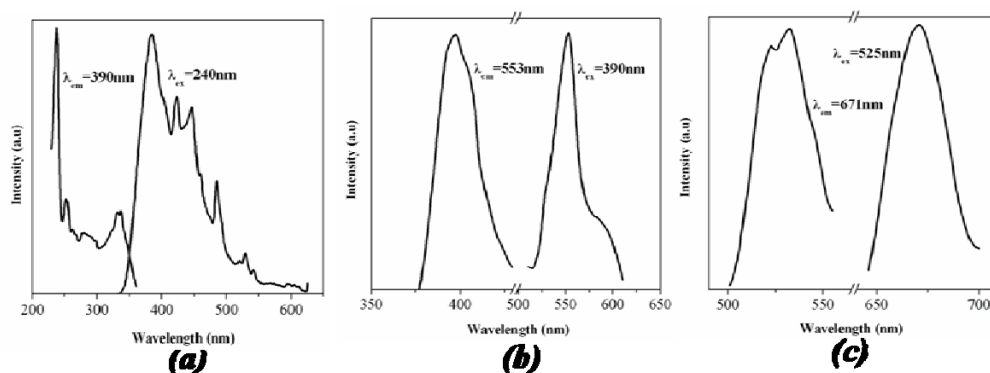 λem=390nm
λex=240nm
Intensity (a.u)
200 300 400 500 600
Wavelength (nm)
(a)
λem=553nm
λex=390nm
Intensity (a.u)
350 400 500 550 600 650
Wavelength (nm)
(b)
λex=525nm
λem=671nm
Intensity (a.u)
500 550 650 700
Wavelength (nm)
(c)